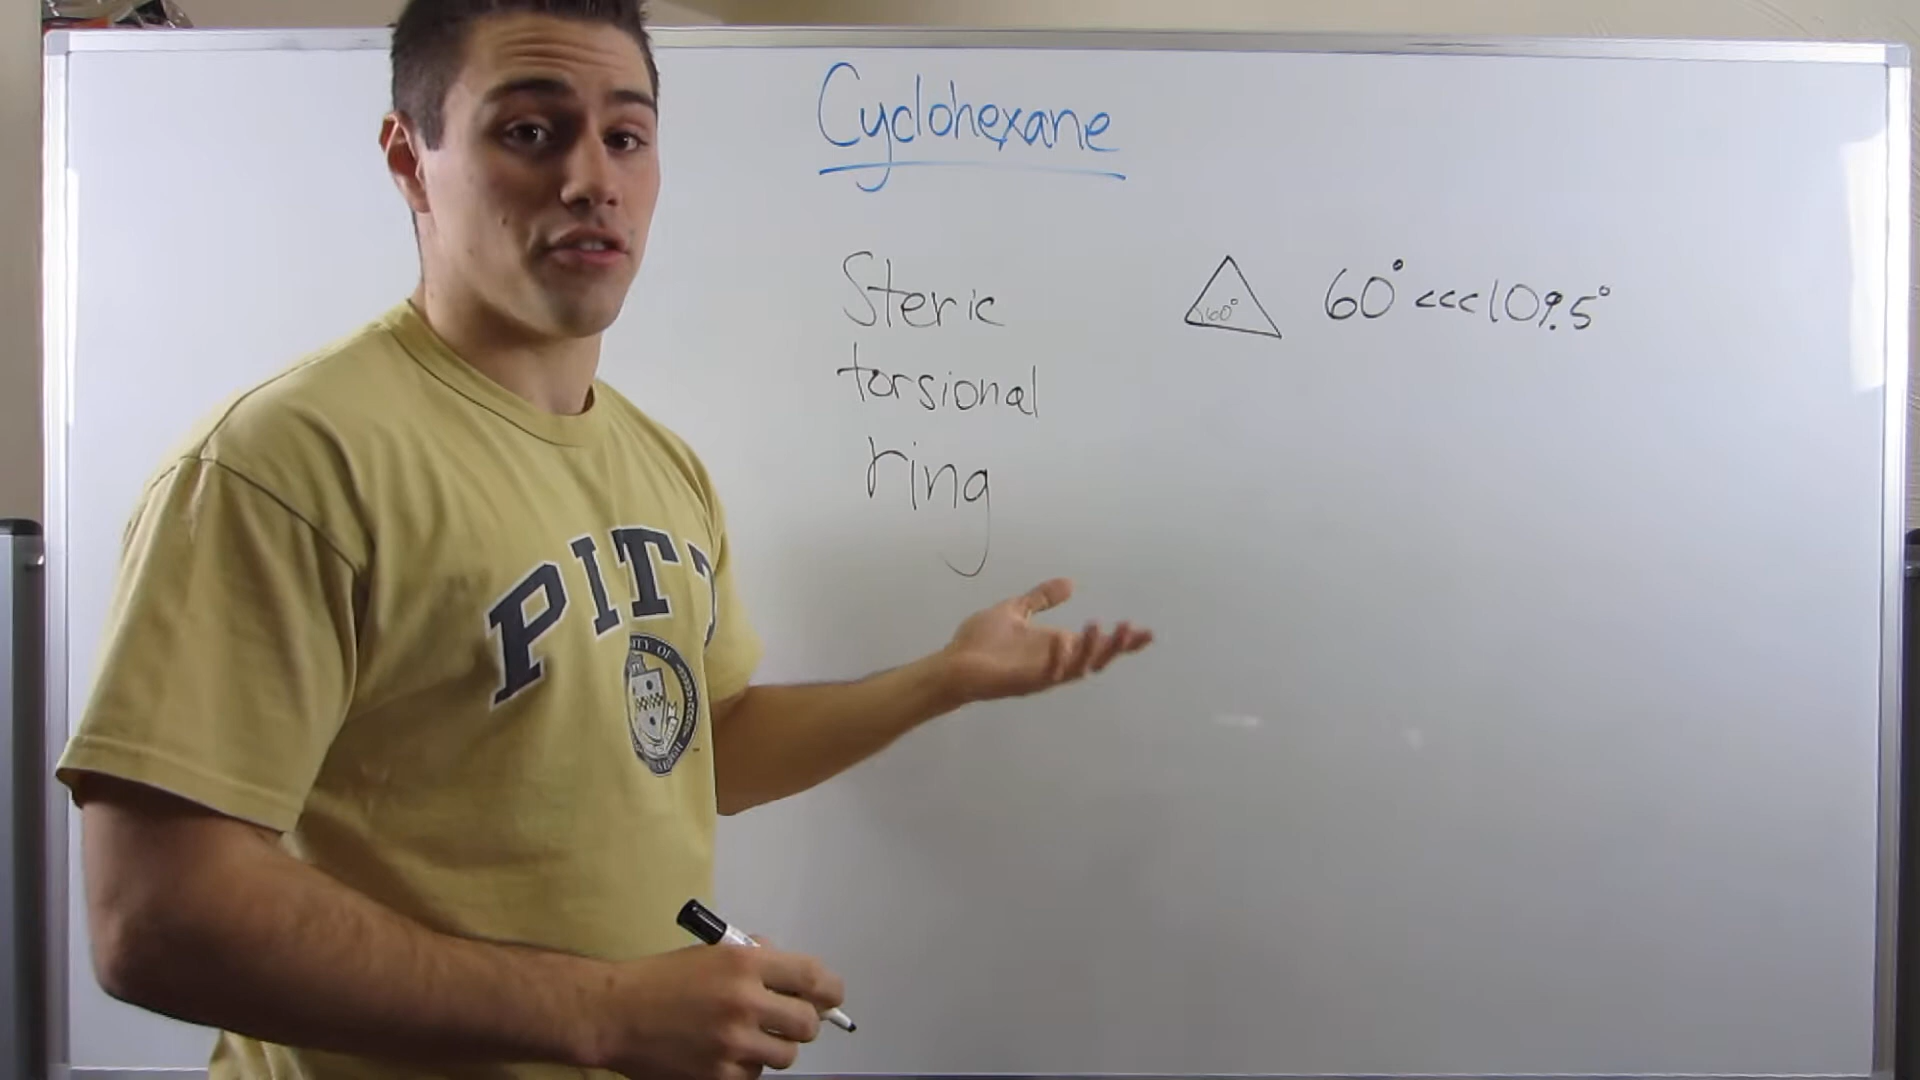 Cyclohexane
Steric
60°
60° <<< 109.5°
torsional
ring
PITT